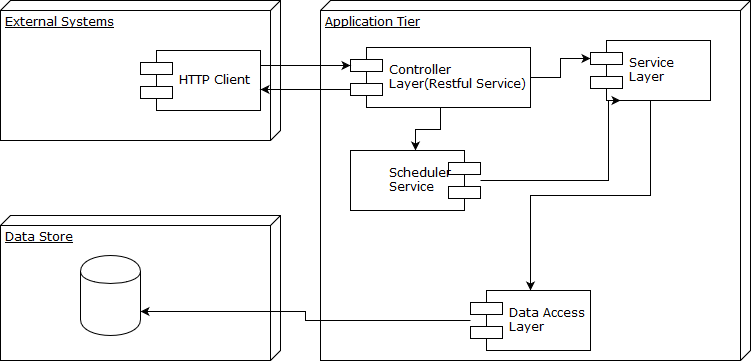 External Systems
HTTP Client
Application Tier
Controller
Layer(Restful Service)
Service
Layer
Scheduler
Service
Data Store
Data Access
Layer